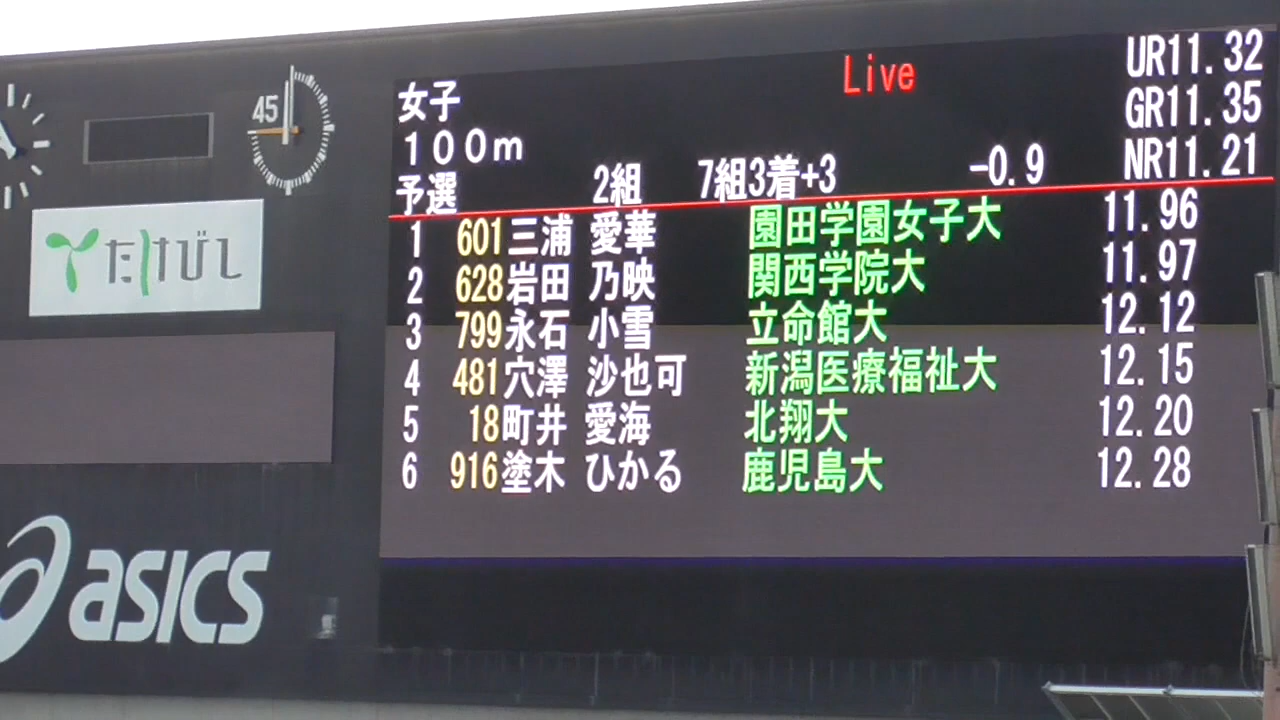 Live
UR11.32
女子
GR11.35
100m
NR11.21
予選 2組 7組3着+3 -0.9
1 601 三浦 愛華 園田学園女子大 11.96
2 628 岩田 乃映 関西学院大 11.97
3 799 永石 小雪 立命館大 12.12
4 481 穴澤 沙也可 新潟医療福祉大 12.15
5 18 町井 愛海 北翔大 12.20
6 916 塗木 ひかる 鹿児島大 12.28
45
たけびし
asics